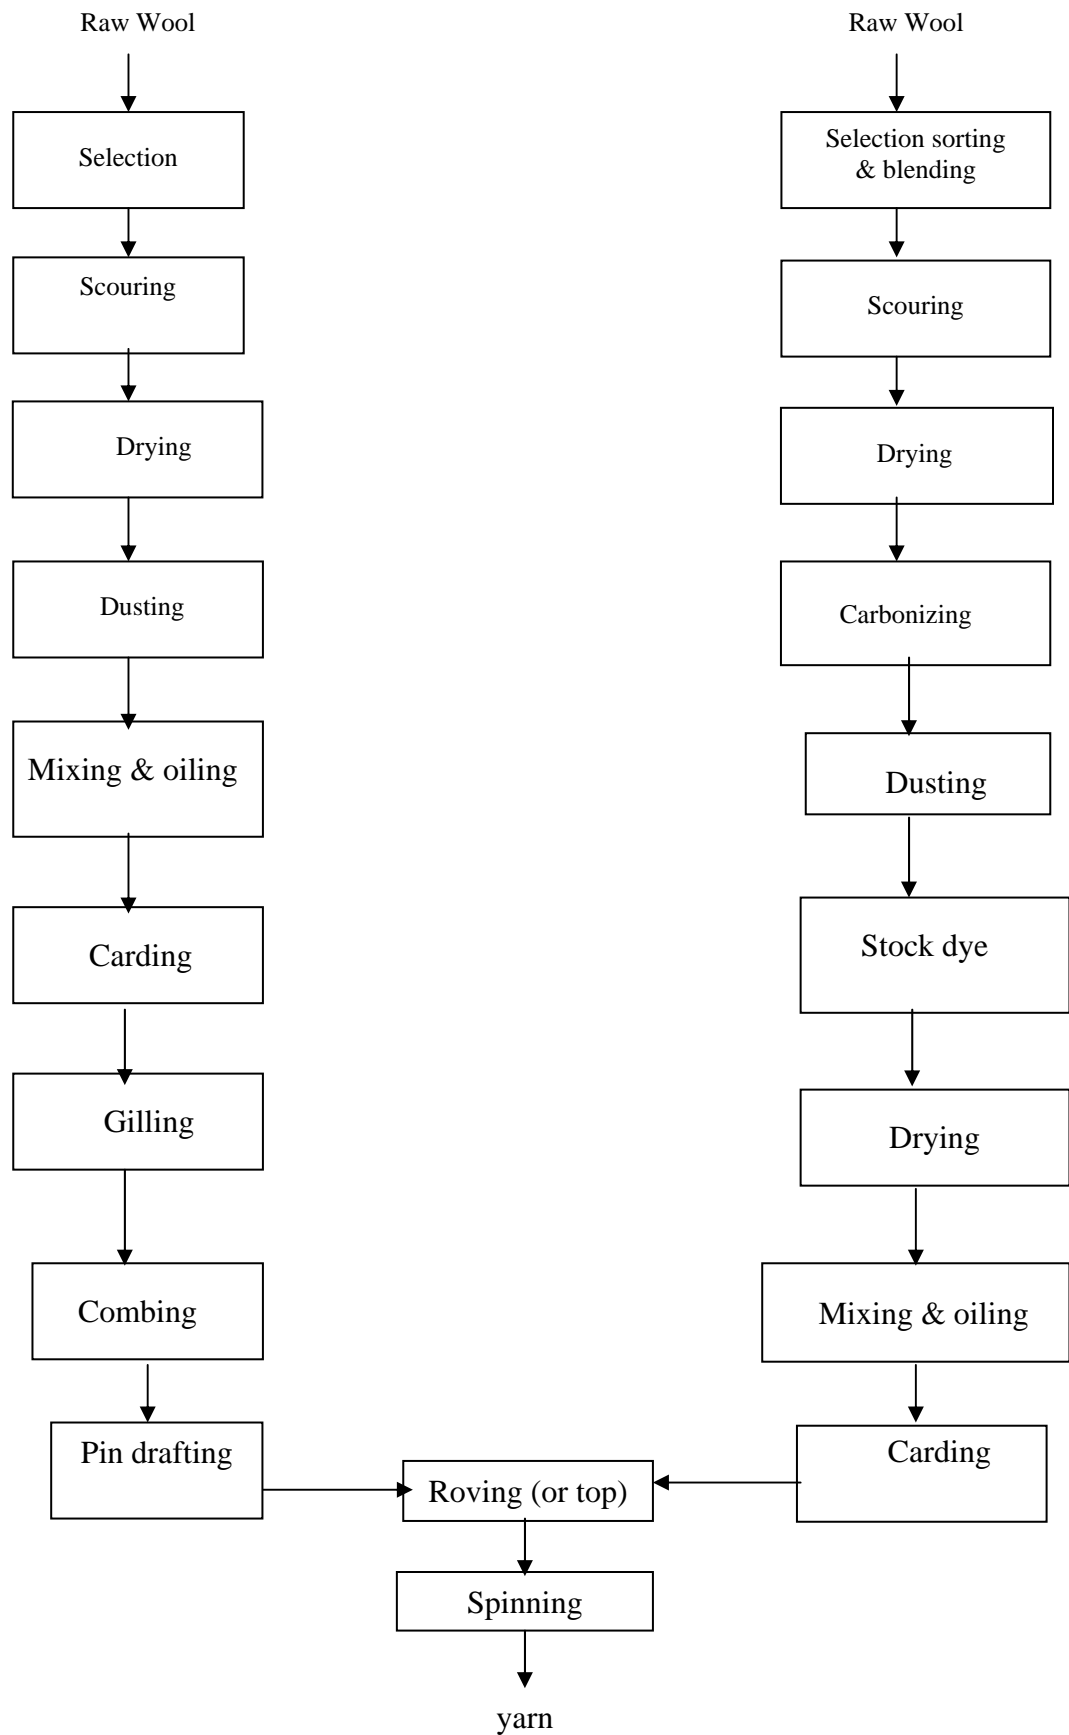 Raw Wool
Selection
Scouring
Drying
Dusting
Mixing & oiling
Carding
Gilling
Combing
Pin drafting
Raw Wool
Selection sorting
& blending
Scouring
Drying
Carbonizing
Dusting
Stock dye
Drying
Mixing & oiling
Carding
Roving (or top)
Spinning
yarn